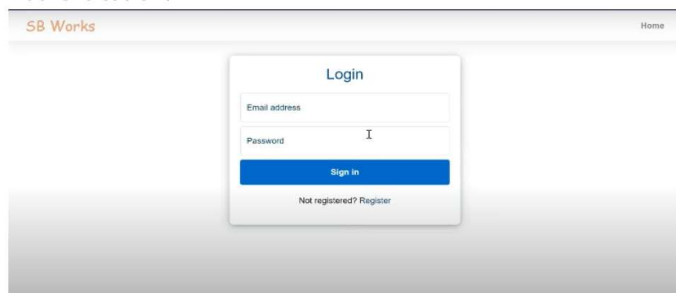 SB Works
Home
Login
Email address
Password
Sign in
Not registered? Register